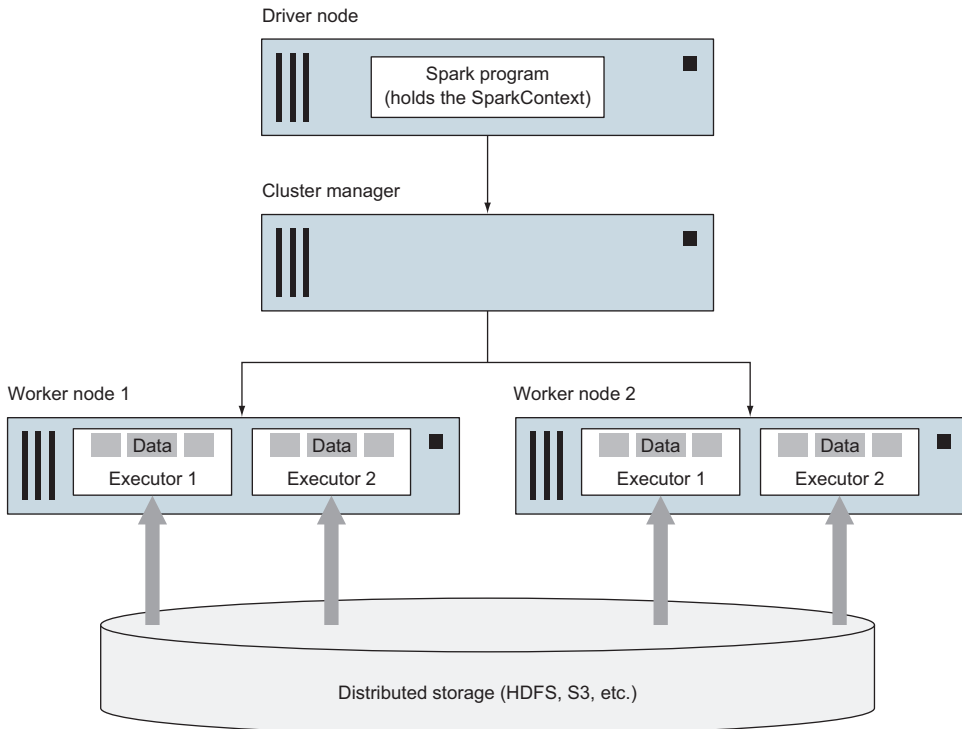 Driver node
Spark program
(holds the SparkContext)
Cluster manager
Worker node 1
Worker node 2
Data
Executor 1
Data
Executor 2
Data
Executor 1
Data
Executor 2
Distributed storage (HDFS, S3, etc.)